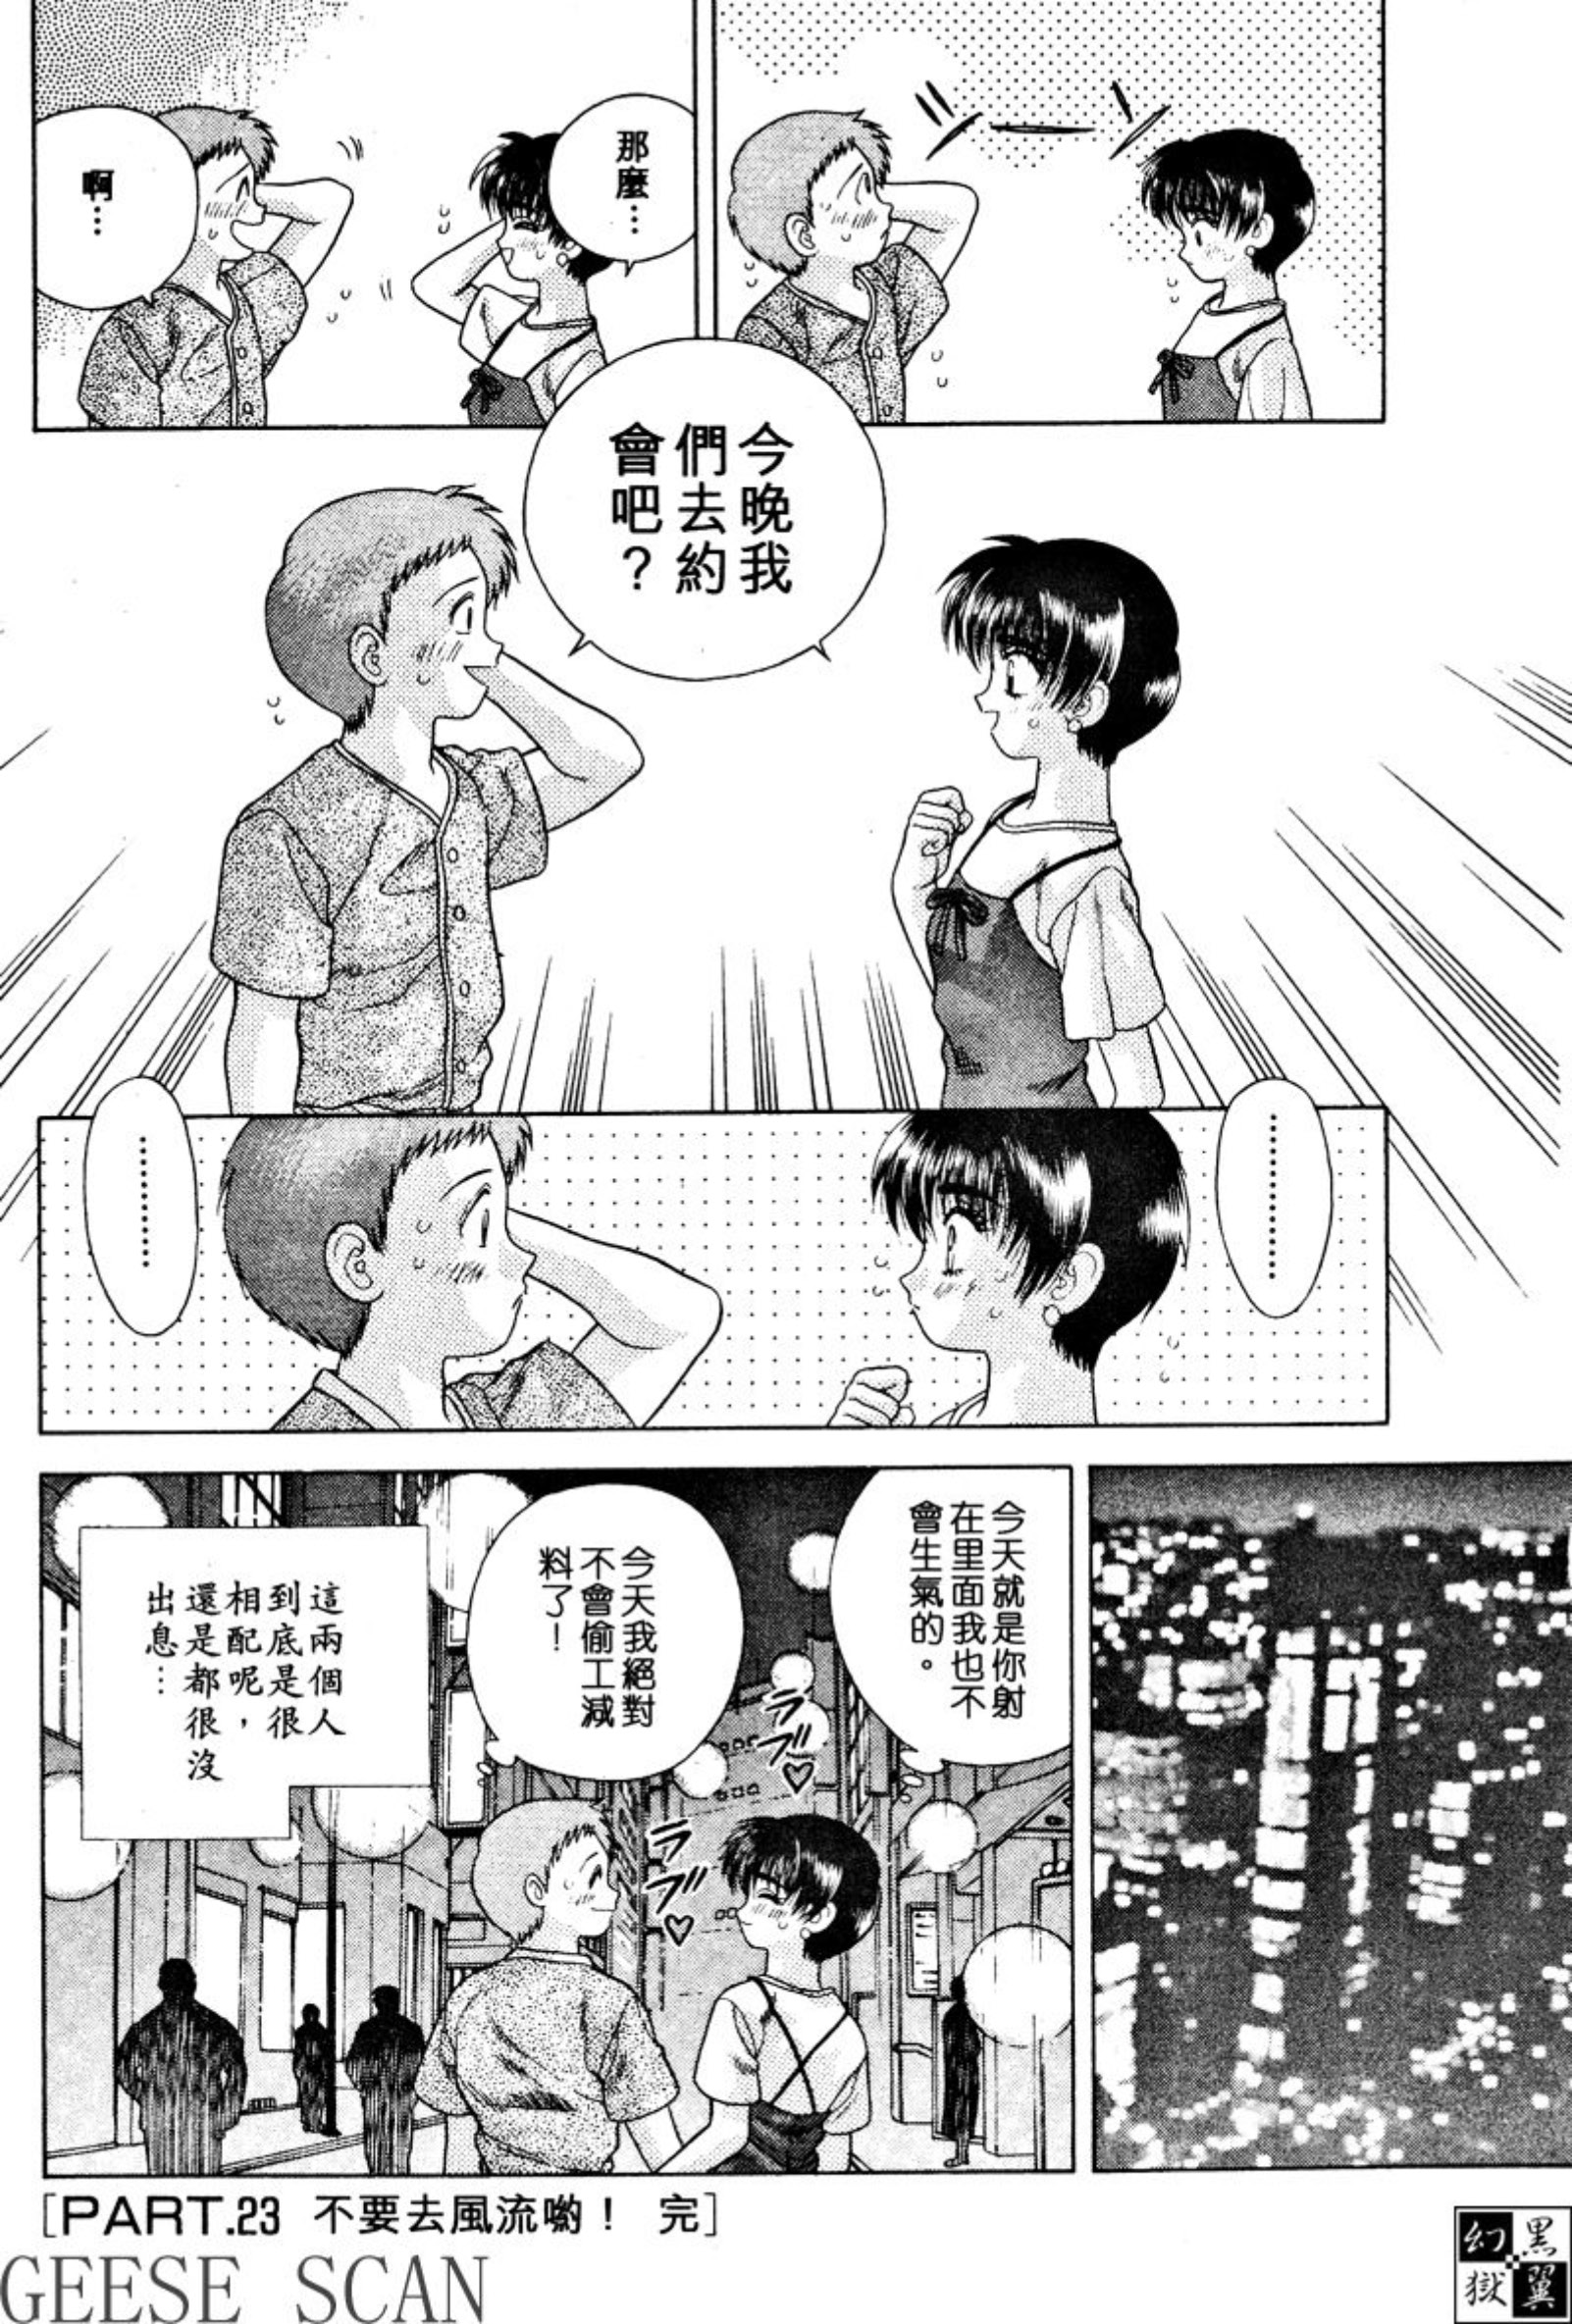 那麼…
啊…
今晚我
們去約
會吧？
………
………
今天就是你射
在里面我也不
會生氣的。
今天我絕對
不會偷工減
料了！
ラブ♡
ラブ♡
這兩個人
到底是很
相配呢，
還是都很沒
出息…
[PART.23 不要去風流喲！ 完]
GEESE SCAN
黑翼
幻獄